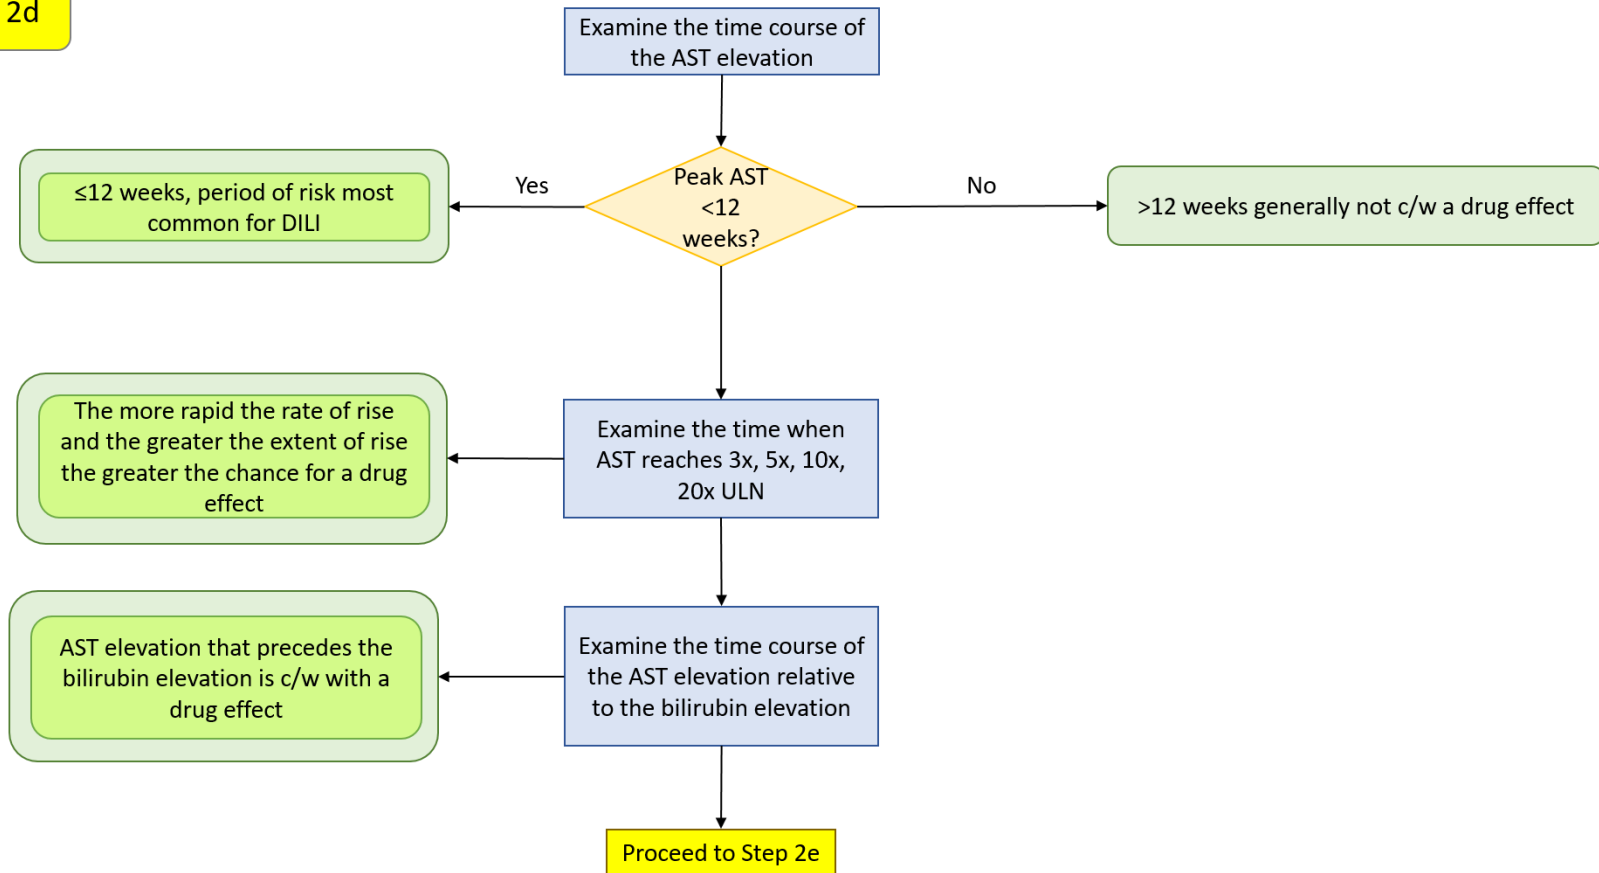 2d
Examine the time course of
the AST elevation
Peak AST
<12
weeks?
Yes
No
≤12 weeks, period of risk most
common for DILI
>12 weeks generally not c/w a drug effect
The more rapid the rate of rise
and the greater the extent of rise
the greater the chance for a drug
effect
Examine the time when
AST reaches 3x, 5x, 10x,
20x ULN
AST elevation that precedes the
bilirubin elevation is c/w with a
drug effect
Examine the time course of
the AST elevation relative
to the bilirubin elevation
Proceed to Step 2e